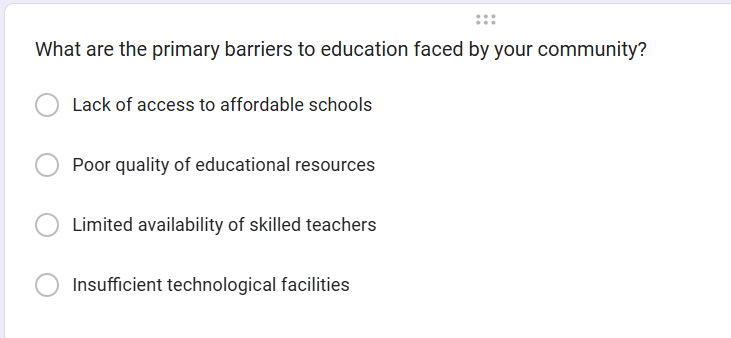 What are the primary barriers to education faced by your community?
Lack of access to affordable schools
Poor quality of educational resources
Limited availability of skilled teachers
Insufficient technological facilities